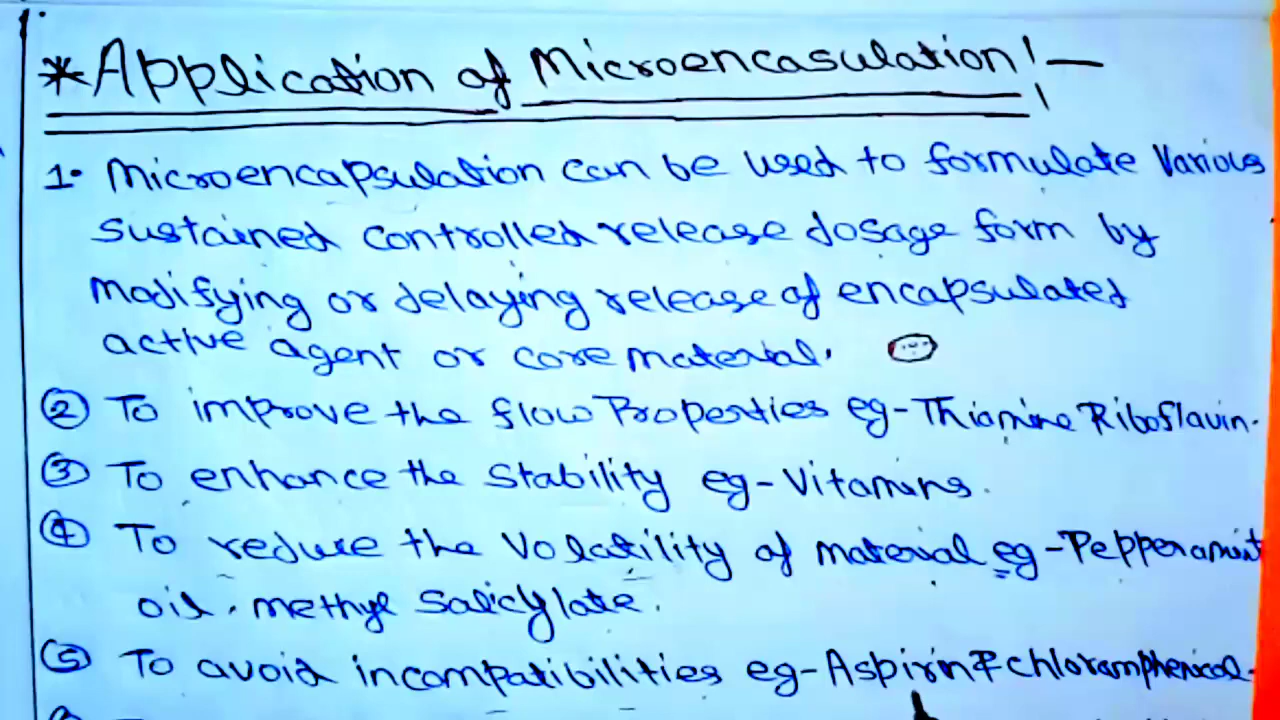 *Application of Microencasulation!—
1. Microencapsulation can be used to formulate Various
sustained controlled release dosage form by
modifying or delaying release of encapsulated
active agent or core material.
② To improve the flow Properties eg-Thiamine Riboflavin.
③ To enhance the Stability eg-Vitamins.
④ To reduce the Volatility of material eg-Pepperamint
oil. methyl Salicylate.
⑤ To avoid incompatibilities eg-Aspirin & chloramphenical.